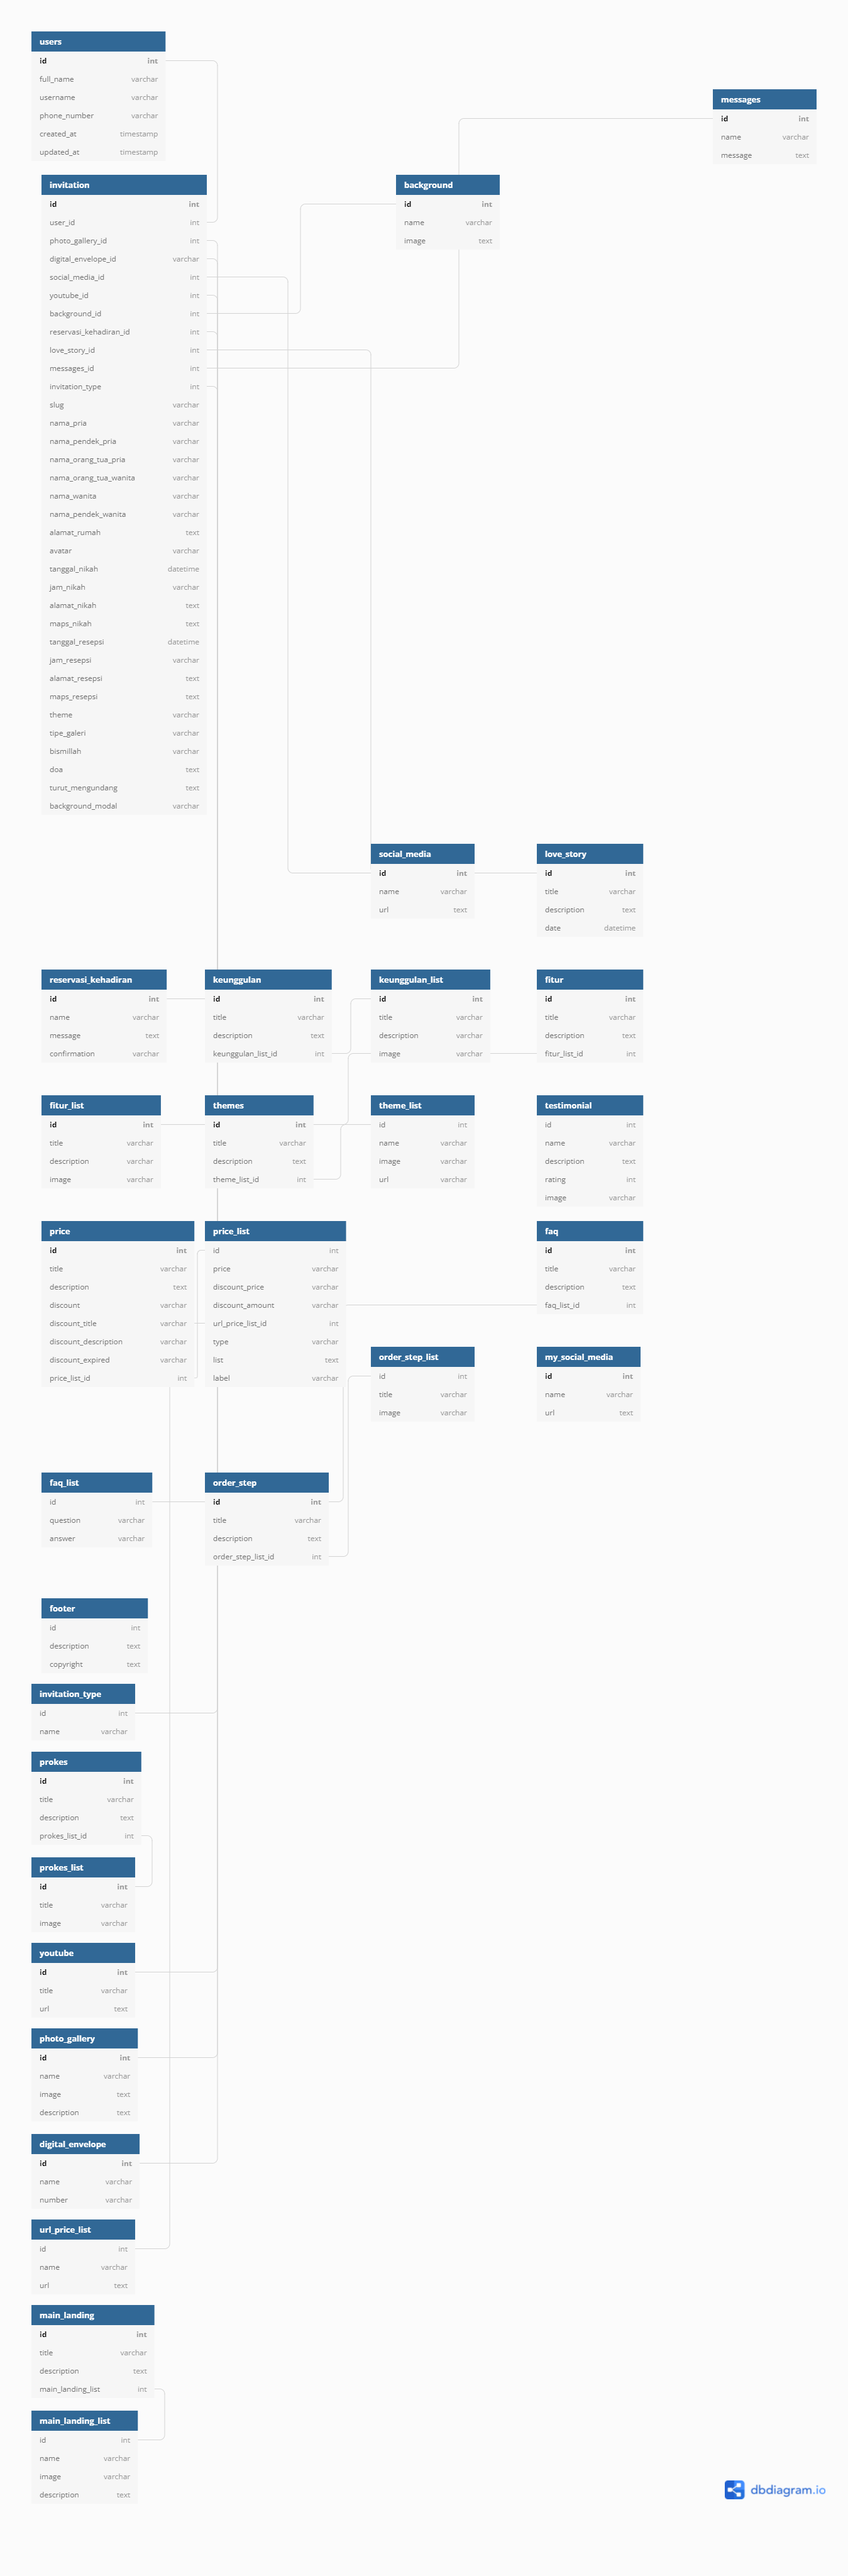 users
id int
full_name varchar
username varchar
phone_number varchar
created_at timestamp
updated_at timestamp
messages
id int
name varchar
message text
invitation
id int
user_id int
photo_gallery_id int
digital_envelope_id varchar
social_media_id int
youtube_id int
background_id int
reservasi_kehadiran_id int
love_story_id int
messages_id int
invitation_type int
slug varchar
nama_pria varchar
nama_pendek_pria varchar
nama_orang_tua_pria varchar
nama_orang_tua_wanita varchar
nama_wanita varchar
nama_pendek_wanita varchar
alamat_rumah text
avatar varchar
tanggal_nikah datetime
jam_nikah varchar
alamat_nikah text
maps_nikah text
tanggal_resepsi datetime
jam_resepsi varchar
alamat_resepsi text
maps_resepsi text
theme varchar
tipe_galeri varchar
bismillah varchar
doa text
turut_mengundang text
background_modal varchar
background
id int
name varchar
image text
social_media
id int
name varchar
url text
love_story
id int
title varchar
description text
date datetime
reservasi_kehadiran
id int
name varchar
message text
confirmation varchar
keunggulan
id int
title varchar
description text
keunggulan_list_id int
keunggulan_list
id int
title varchar
description varchar
image varchar
fitur
id int
title varchar
description text
fitur_list_id int
fitur_list
id int
title varchar
description varchar
image varchar
themes
id int
title varchar
description text
theme_list_id int
theme_list
id int
name varchar
image varchar
url varchar
testimonial
id int
name varchar
description text
rating int
image varchar
price
id int
title varchar
description text
discount varchar
discount_title varchar
discount_description varchar
discount_expired varchar
price_list_id int
price_list
id int
price varchar
discount_price varchar
discount_amount varchar
url_price_list_id int
type varchar
list text
label varchar
faq
id int
title varchar
description text
faq_list_id int
order_step_list
id int
title varchar
image varchar
my_social_media
id int
name varchar
url text
faq_list
id int
question varchar
answer varchar
order_step
id int
title varchar
description text
order_step_list_id int
footer
id int
description text
copyright text
invitation_type
id int
name varchar
prokes
id int
title varchar
description text
prokes_list_id int
prokes_list
id int
title varchar
image varchar
youtube
id int
title varchar
url text
photo_gallery
id int
name varchar
image text
description text
digital_envelope
id int
name varchar
number varchar
url_price_list
id int
name varchar
url text
main_landing
id int
title varchar
description text
main_landing_list int
main_landing_list
id int
name varchar
image varchar
description text
dbdiagram.io